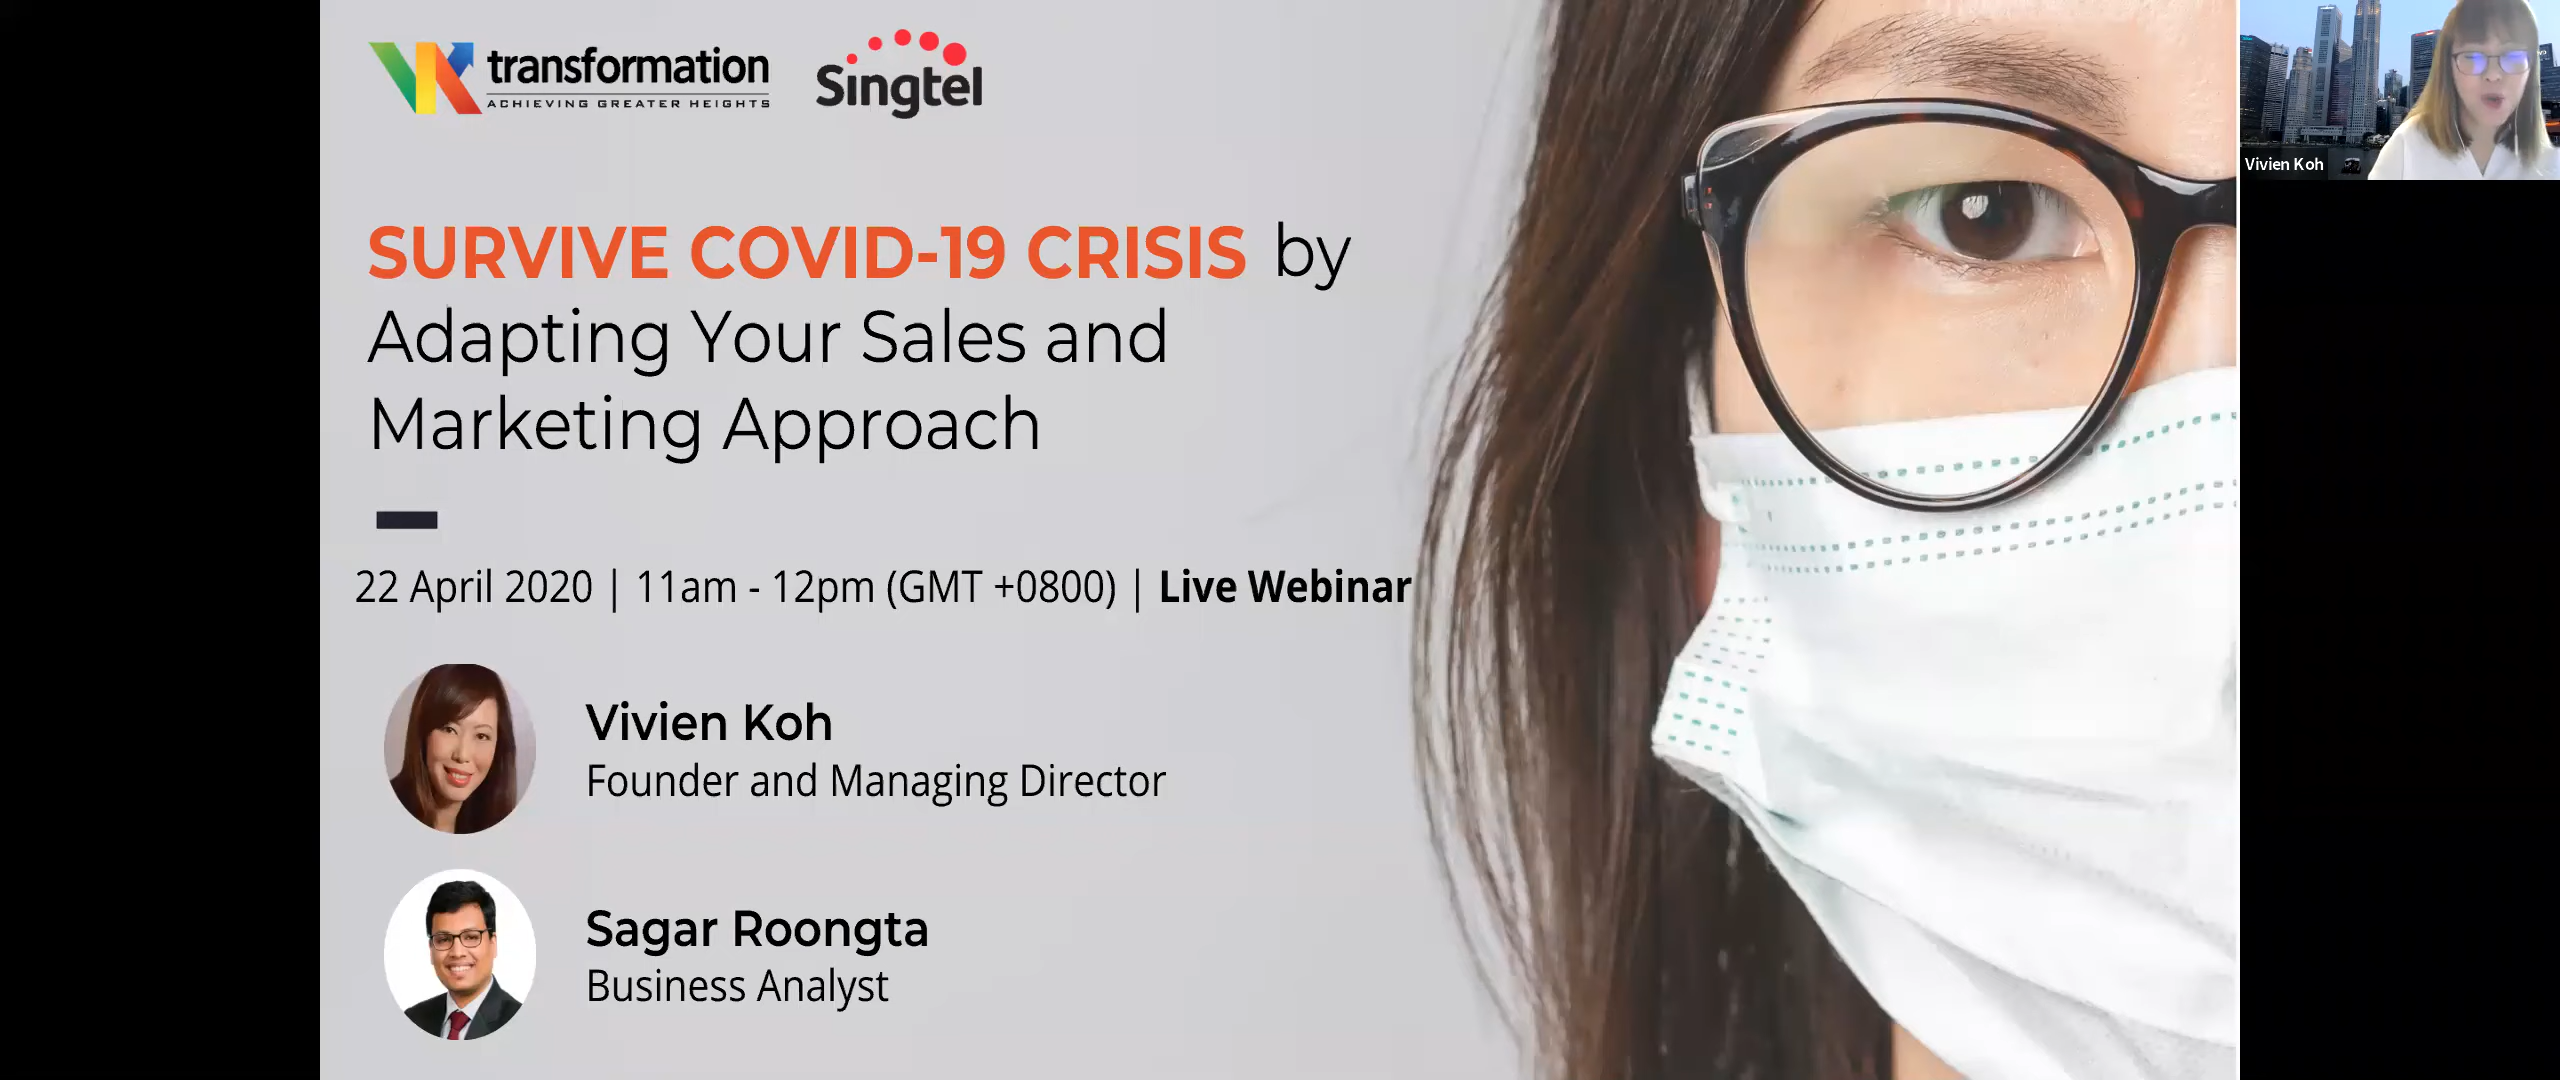 VK transformation
ACHIEVING GREATER HEIGHTS
Singtel
SURVIVE COVID-19 CRISIS by
Adapting Your Sales and
Marketing Approach
22 April 2020 | 11am - 12pm (GMT +0800) | Live Webinar
Vivien Koh
Founder and Managing Director
Sagar Roongta
Business Analyst
Vivien Koh